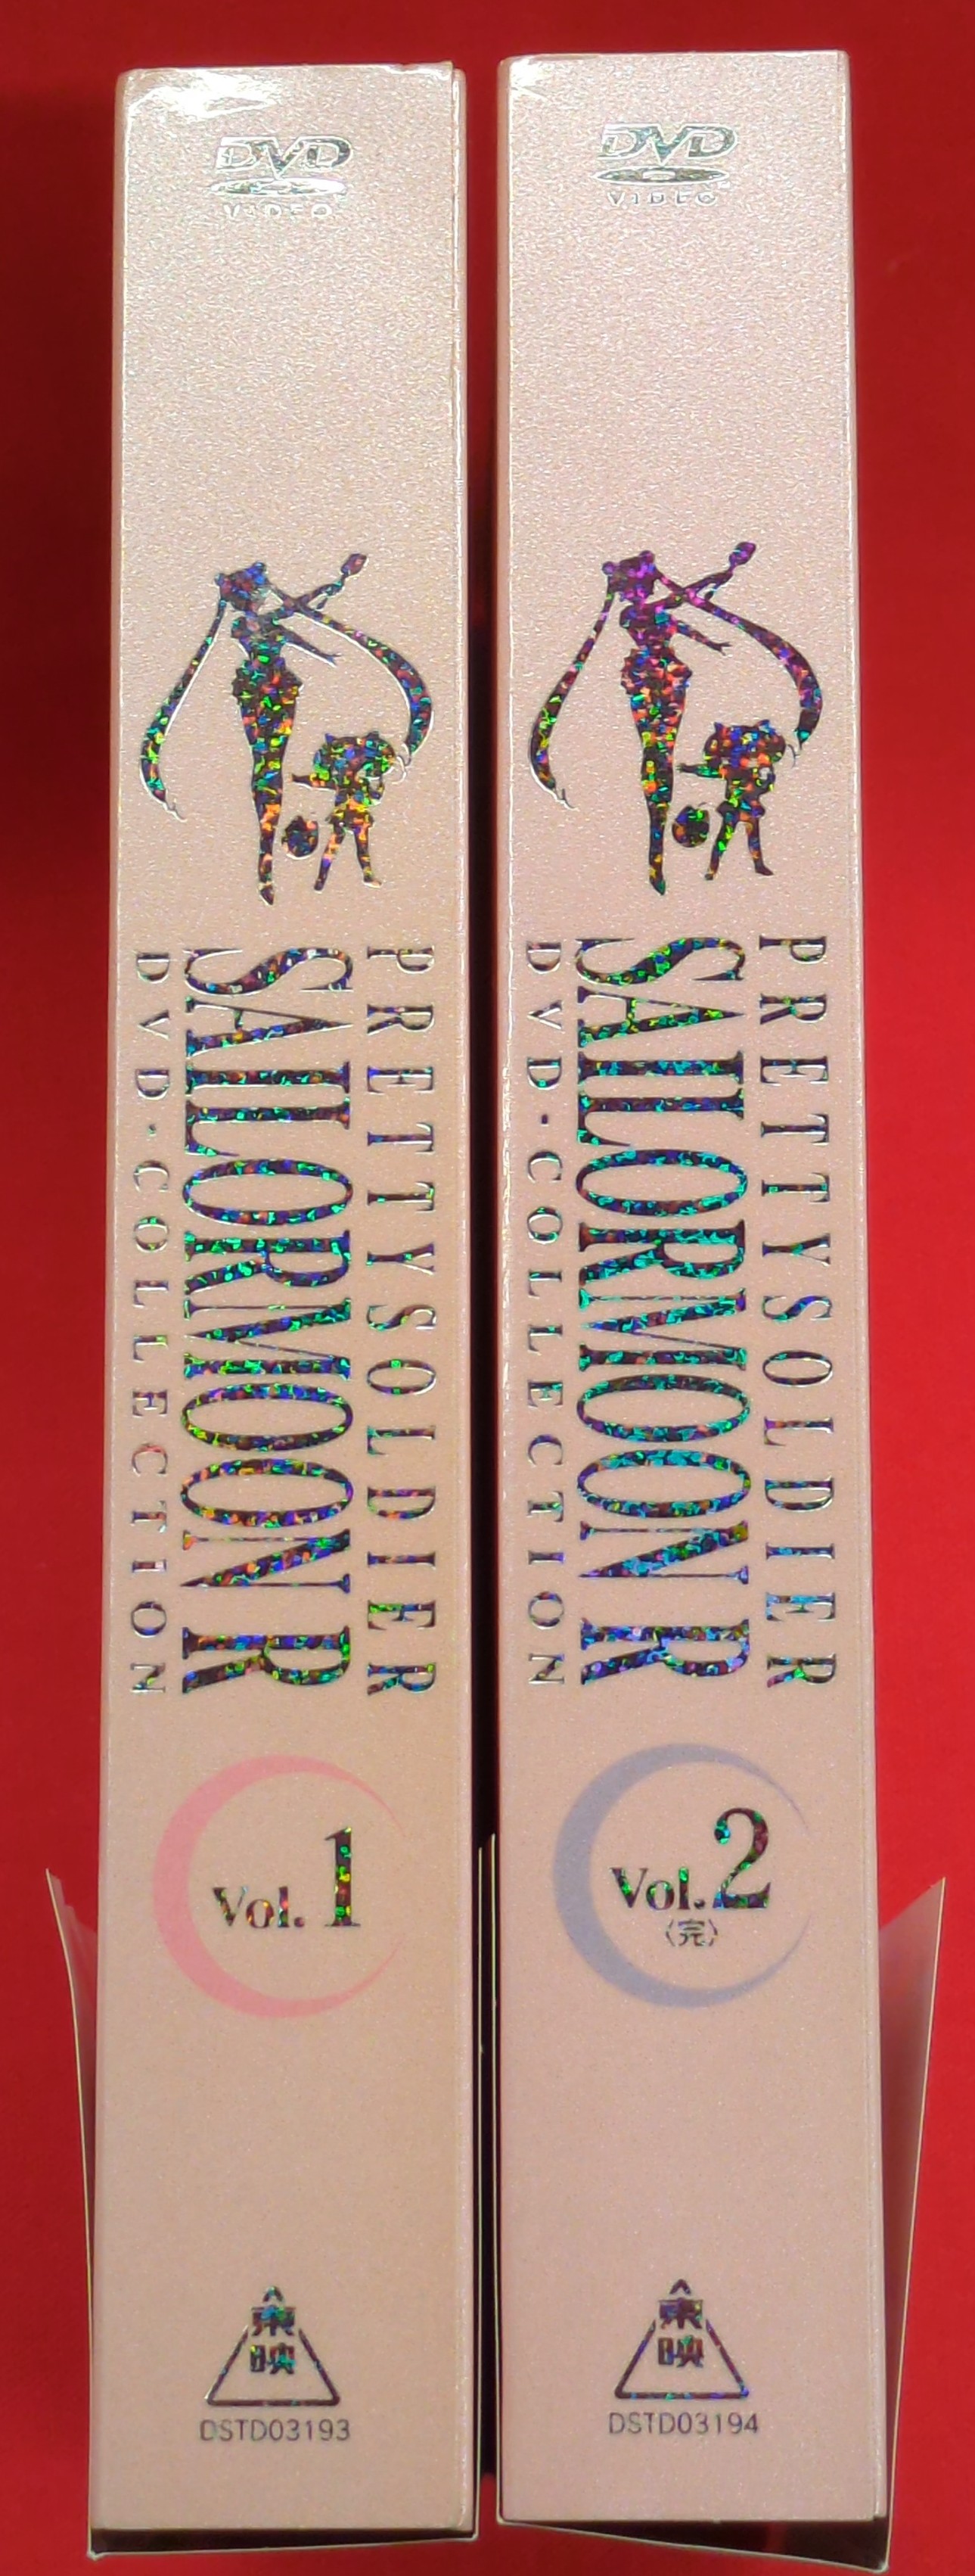 DVD
VIDEO
PRETTY SOLDIER
SAILORMOON R
DVD・COLLECTION
Vol. 1
東映
DSTD03193
DVD
VIDEO
PRETTY SOLDIER
SAILORMOON R
DVD・COLLECTION
Vol. 2
〈完〉
東映
DSTD03194